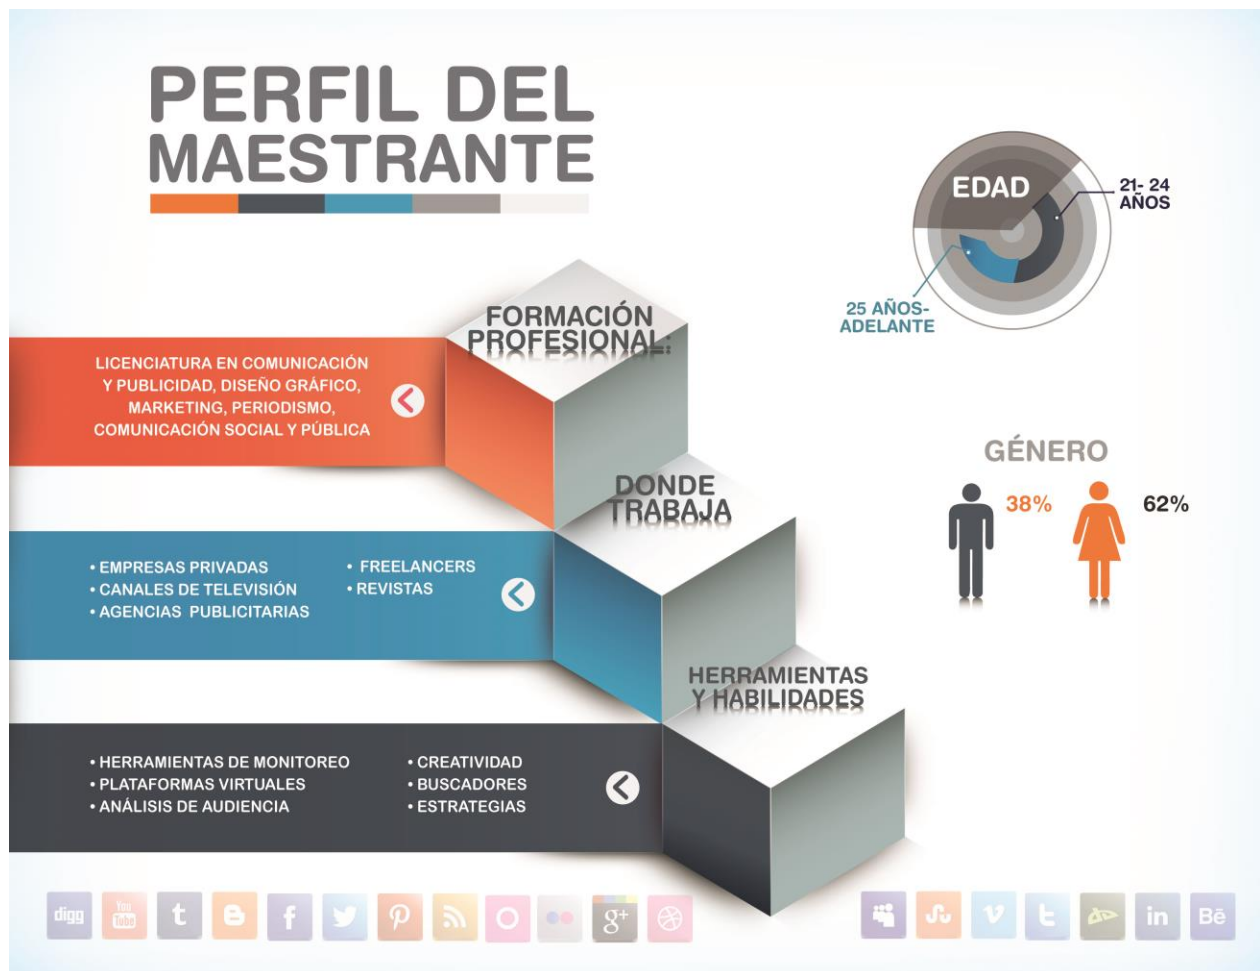 PERFIL DEL
MAESTRANTE
EDAD
21- 24
AÑOS
25 AÑOS-
ADELANTE
FORMACIÓN
PROFESIONAL:
LICENCIATURA EN COMUNICACIÓN
Y PUBLICIDAD, DISEÑO GRÁFICO,
MARKETING, PERIODISMO,
COMUNICACIÓN SOCIAL Y PÚBLICA
GÉNERO
38%
62%
DONDE
TRABAJA
• EMPRESAS PRIVADAS
• CANALES DE TELEVISIÓN
• AGENCIAS PUBLICITARIAS
• FREELANCERS
• REVISTAS
HERRAMIENTAS
Y HABILIDADES
• HERRAMIENTAS DE MONITOREO
• PLATAFORMAS VIRTUALES
• ANÁLISIS DE AUDIENCIA
• CREATIVIDAD
• BUSCADORES
• ESTRATEGIAS
digg
You
Tube
t
B
f
g+
v
t
in
Bē